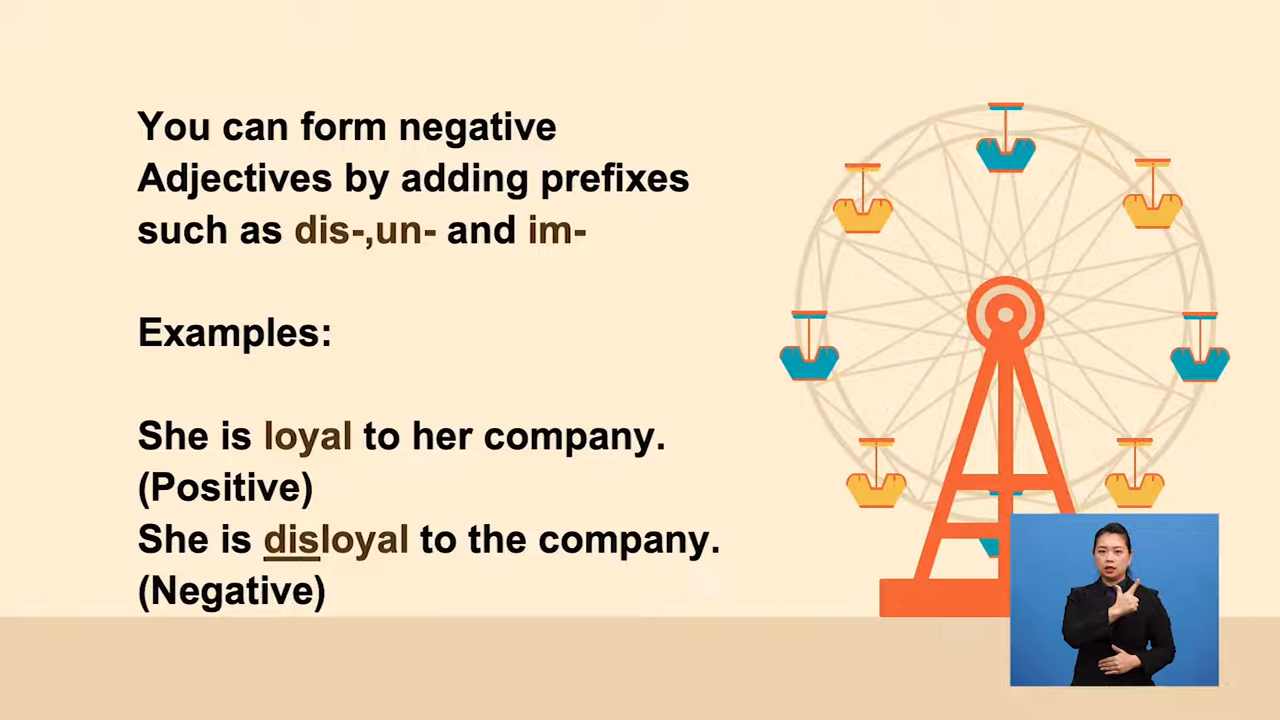 You can form negative
Adjectives by adding prefixes
such as dis-,un- and im-
Examples:
She is loyal to her company.
(Positive)
She is disloyal to the company.
(Negative)